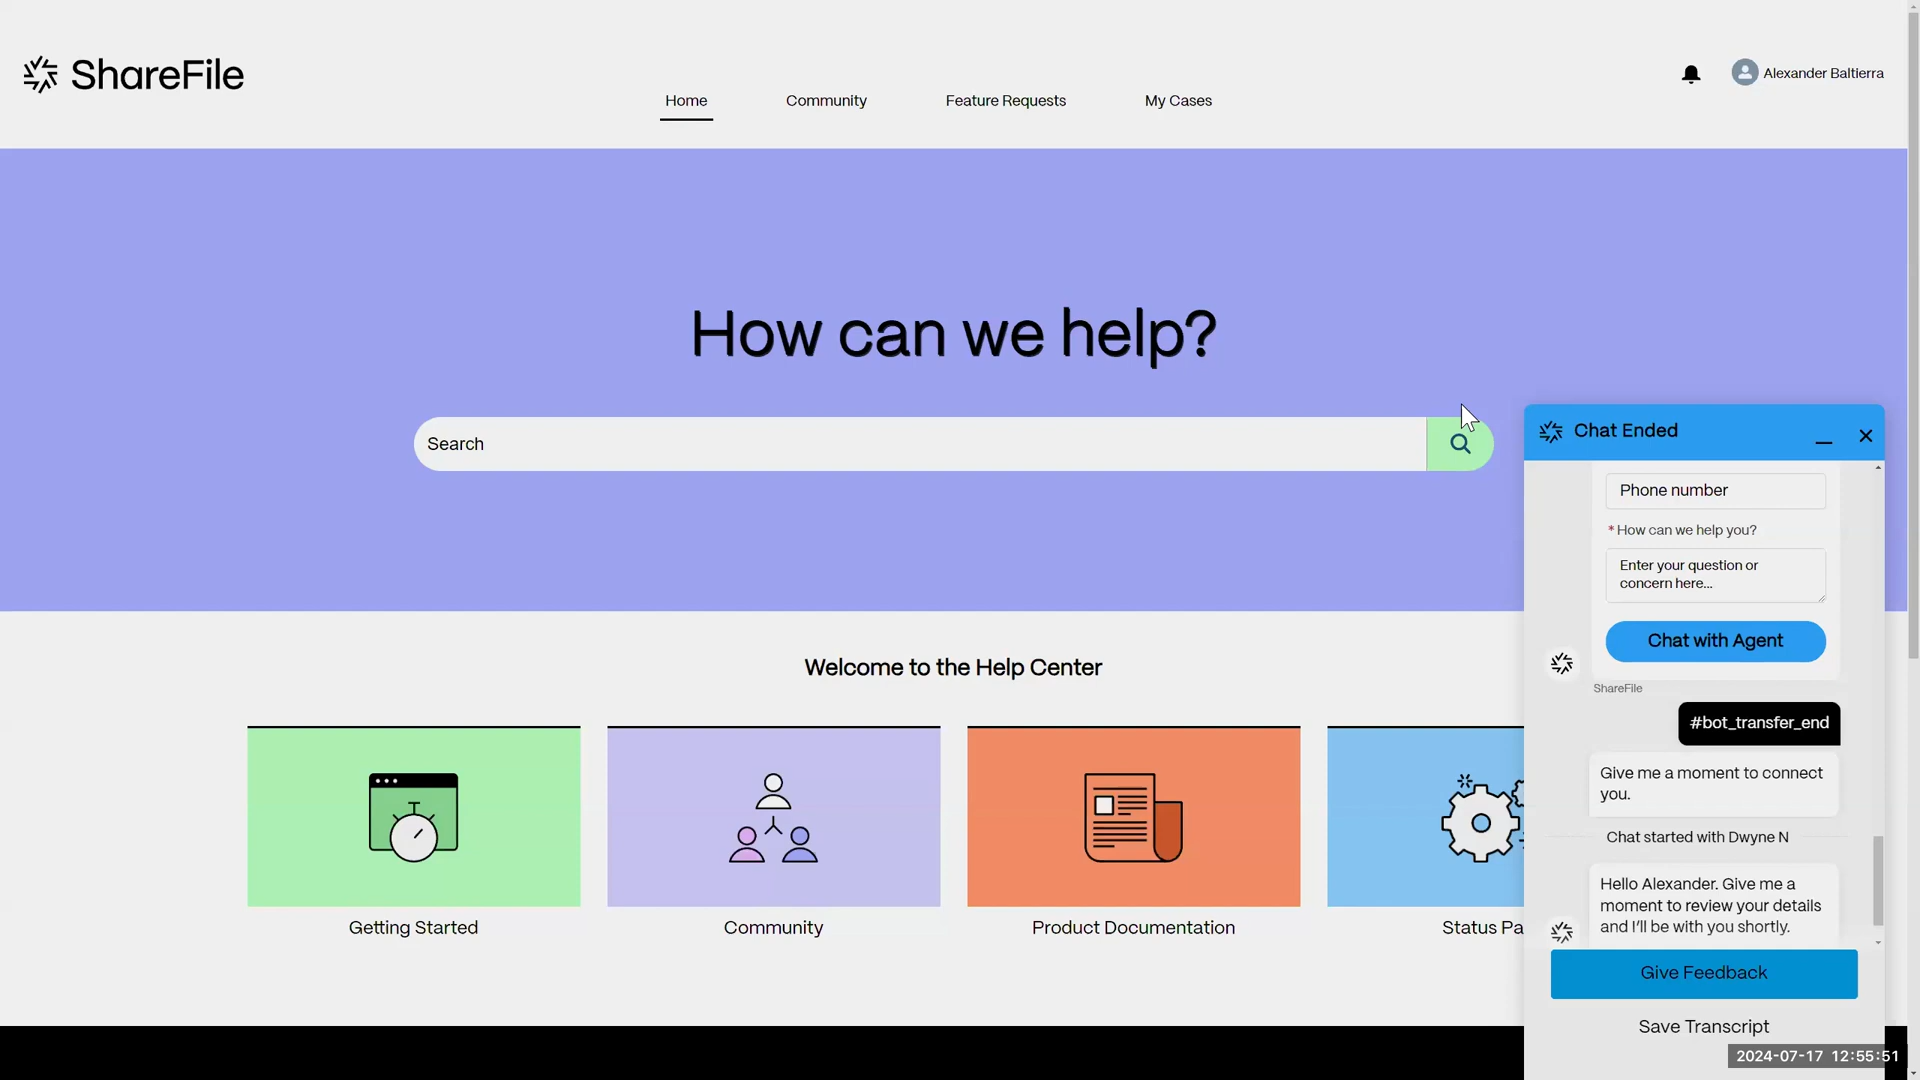 ShareFile
Home
Community
Feature Requests
My Cases
Alexander Baltierra
How can we help?
Search
Welcome to the Help Center
Getting Started
Community
Product Documentation
Status Pa
Chat Ended
Phone number
*How can we help you?
Enter your question or
concern here...
Chat with Agent
ShareFile
#bot_transfer_end
Give me a moment to connect
you.
Chat started with Dwyne N
Hello Alexander. Give me a
moment to review your details
and I'll be with you shortly.
Give Feedback
Save Transcript
2024-07-17 12:55:51